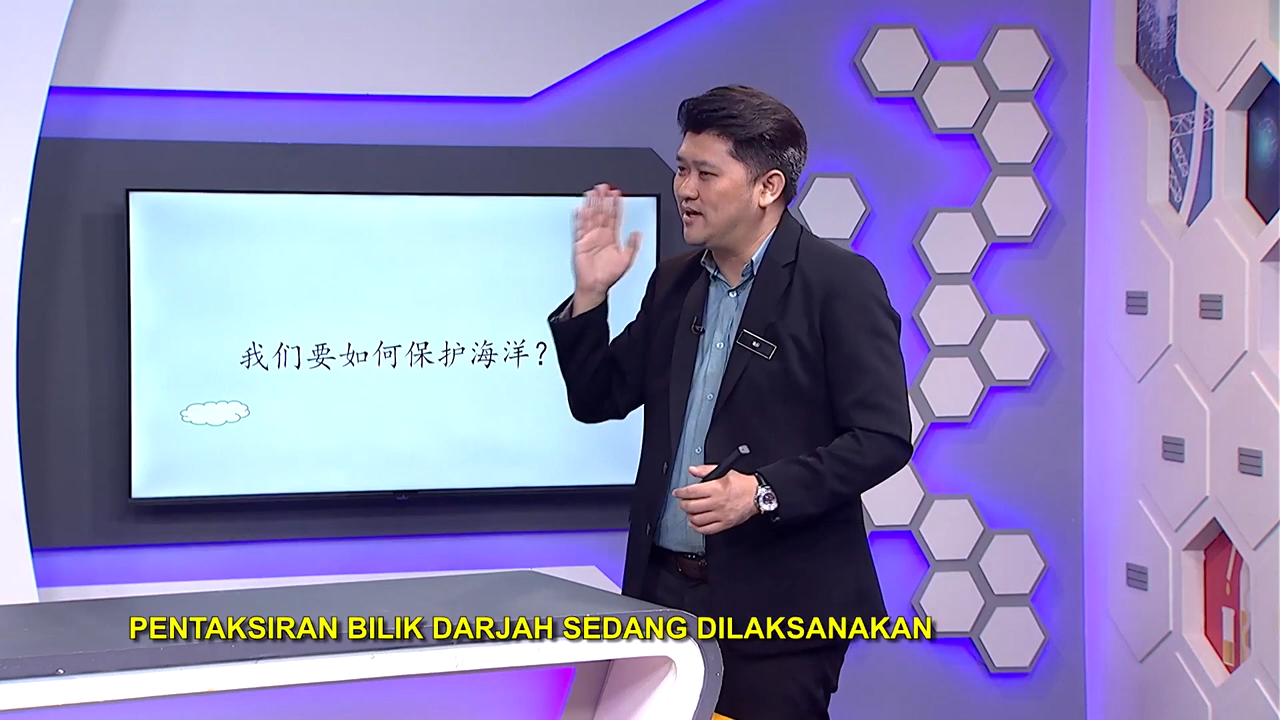 我们要如何保护海洋？
PENTAKSIRAN BILIK DARJAH SEDANG DILAKSANAKAN